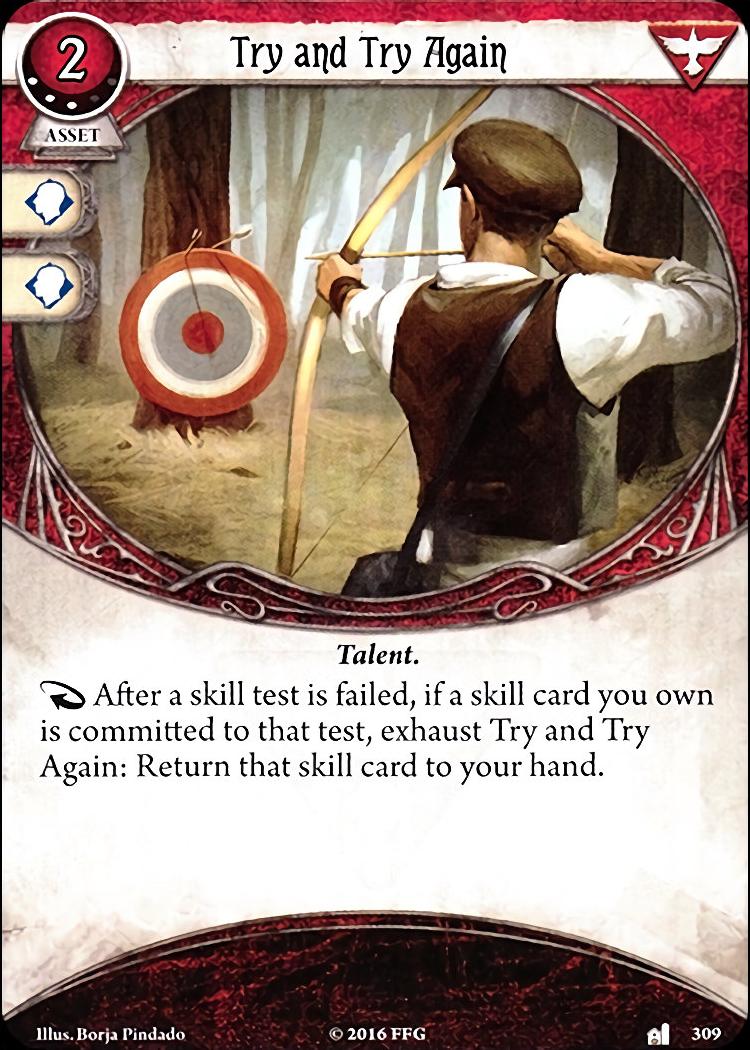 2
Try and Try Again
ASSET
Talent.
After a skill test is failed, if a skill card you own
is committed to that test, exhaust Try and Try
Again: Return that skill card to your hand.
Illus. Borja Pindado
© 2016 FFG
309